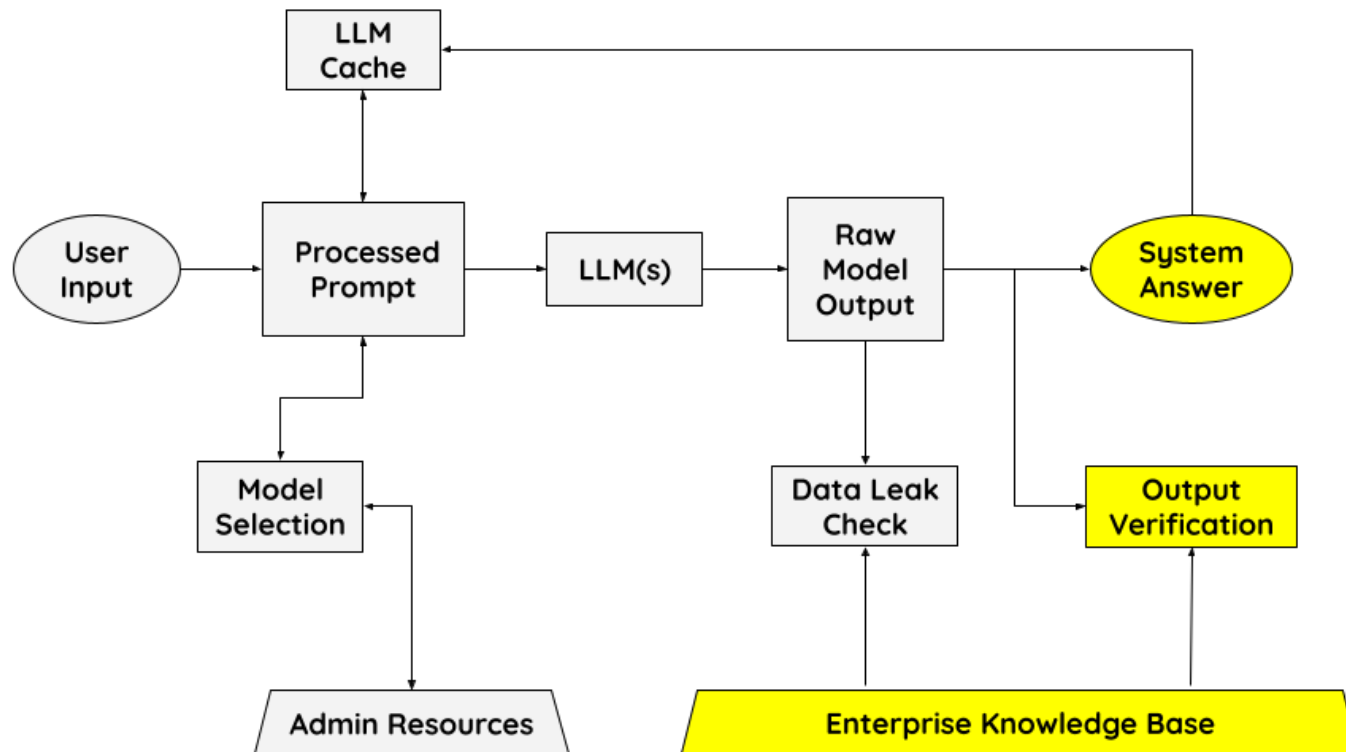 LLM
Cache
User
Input
Processed
Prompt
LLM(s)
Raw
Model
Output
System
Answer
Model
Selection
Data Leak
Check
Output
Verification
Admin Resources
Enterprise Knowledge Base